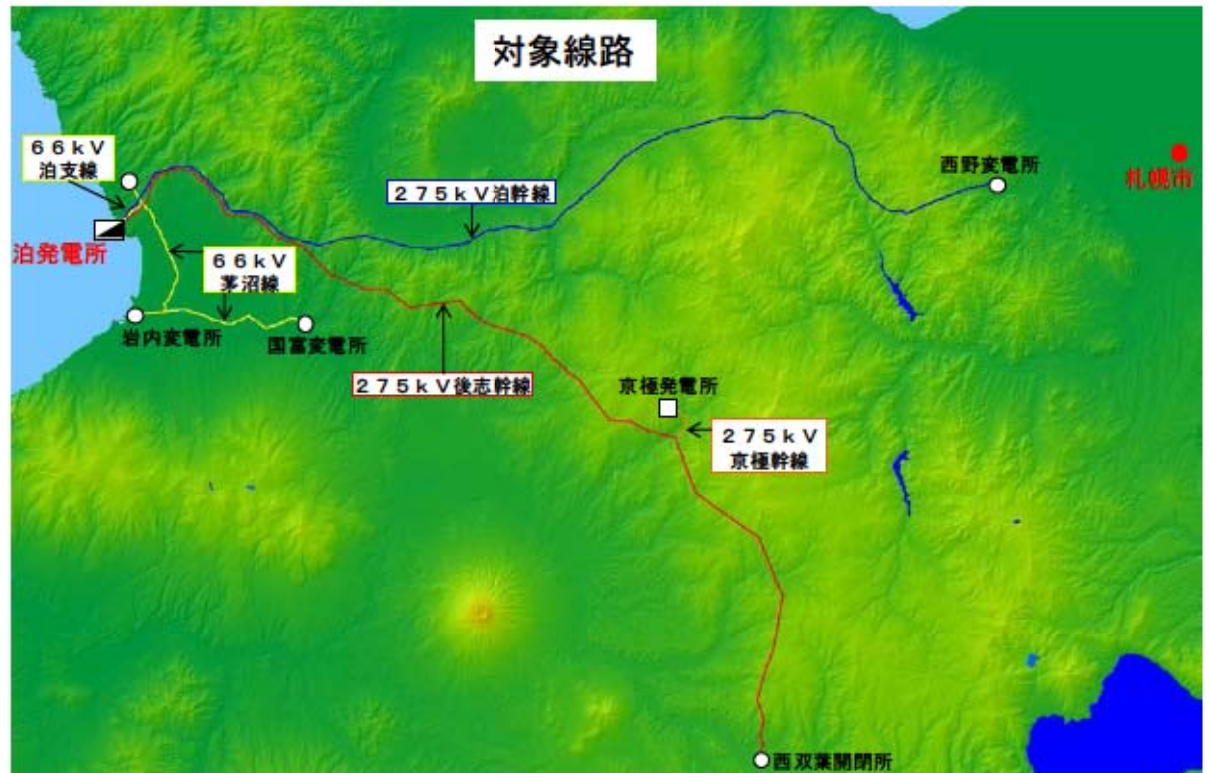 対象線路
66kV
泊支線
西野変電所
札幌市
275kV泊幹線
泊発電所
66kV
茅沼線
岩内変電所
国富変電所
275kV後志幹線
京極発電所
275kV
京極幹線
西双葉開閉所